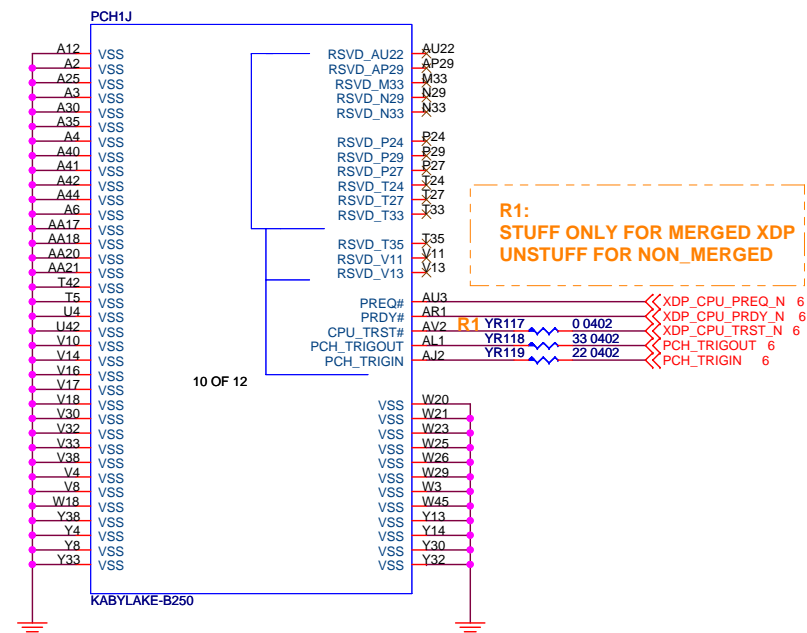 PCH1J
A12 VSS RSVD_AU22 AU22
A2 VSS RSVD_AP29 AP29
A25 VSS RSVD_M33 M33
A3 VSS RSVD_N29 N29
A30 VSS RSVD_N33 N33
A35 VSS
A4 VSS RSVD_P24 P24
A40 VSS RSVD_P29 P29
A41 VSS RSVD_P27 P27
A42 VSS RSVD_T24 T24
A44 VSS RSVD_T27 T27
A6 VSS RSVD_T33 T33
AA17 VSS
AA18 VSS RSVD_T35 T35
AA20 VSS RSVD_V11 V11
AA21 VSS RSVD_V13 V13
R1:
STUFF ONLY FOR MERGED XDP
UNSTUFF FOR NON_MERGED
T42 VSS
T5 VSS PREQ# AU3 XDP_CPU_PREQ_N 6
U4 VSS PRDY# AR1 XDP_CPU_PRDY_N 6
U42 VSS CPU_TRST# AV2 R1 YR117 0 0402 XDP_CPU_TRST_N 6
V10 VSS PCH_TRIGOUT AL1 YR118 33 0402 PCH_TRIGOUT 6
V14 VSS PCH_TRIGIN AJ2 YR119 22 0402 PCH_TRIGIN 6
V16 VSS
10 OF 12
V17 VSS
V18 VSS VSS W20
V30 VSS VSS W21
V32 VSS VSS W23
V33 VSS VSS W25
V38 VSS VSS W26
V4 VSS VSS W29
V8 VSS VSS W3
W18 VSS VSS W45
Y38 VSS VSS Y13
Y4 VSS VSS Y14
Y8 VSS VSS Y30
Y33 VSS VSS Y32
KABYLAKE-B250